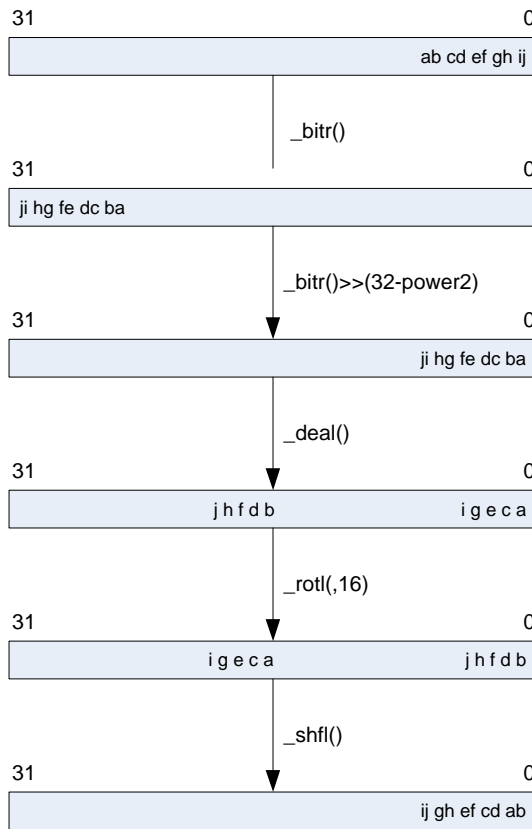 31 0
ab cd ef gh ij
_bitr()
31 0
ji hg fe dc ba
_bitr()>>(32-power2)
31 0
ji hg fe dc ba
_deal()
31 0
j h f d b i g e c a
_rotl(,16)
31 0
i g e c a j h f d b
_shfl()
31 0
ij gh ef cd ab